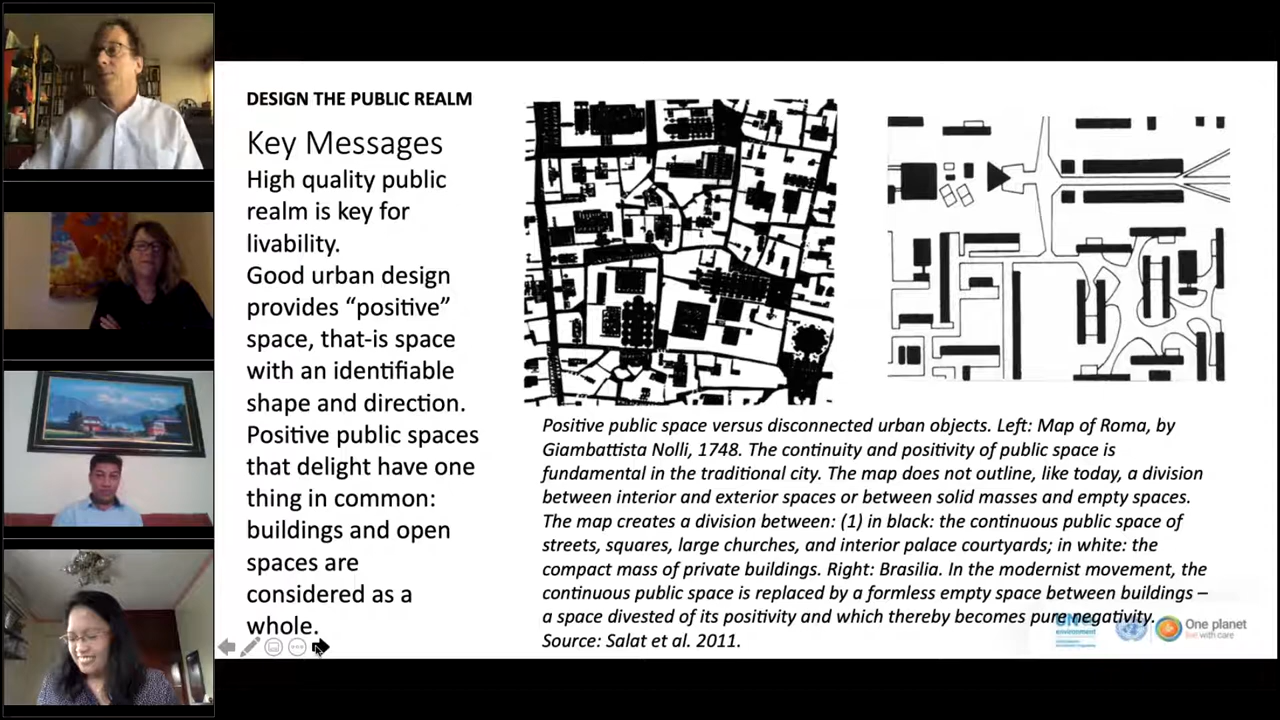 DESIGN THE PUBLIC REALM
Key Messages
High quality public
realm is key for
livability.
Good urban design
provides “positive”
space, that-is space
with an identifiable
shape and direction.
Positive public spaces
that delight have one
thing in common:
buildings and open
spaces are
considered as a
whole.
Positive public space versus disconnected urban objects. Left: Map of Roma, by
Giambattista Nolli, 1748. The continuity and positivity of public space is
fundamental in the traditional city. The map does not outline, like today, a division
between interior and exterior spaces or between solid masses and empty spaces.
The map creates a division between: (1) in black: the continuous public space of
streets, squares, large churches, and interior palace courtyards; in white: the
compact mass of private buildings. Right: Brasilia. In the modernist movement, the
continuous public space is replaced by a formless empty space between buildings –
a space divested of its positivity and which thereby becomes pure negativity.
Source: Salat et al. 2011.
environment
One planet
live with care